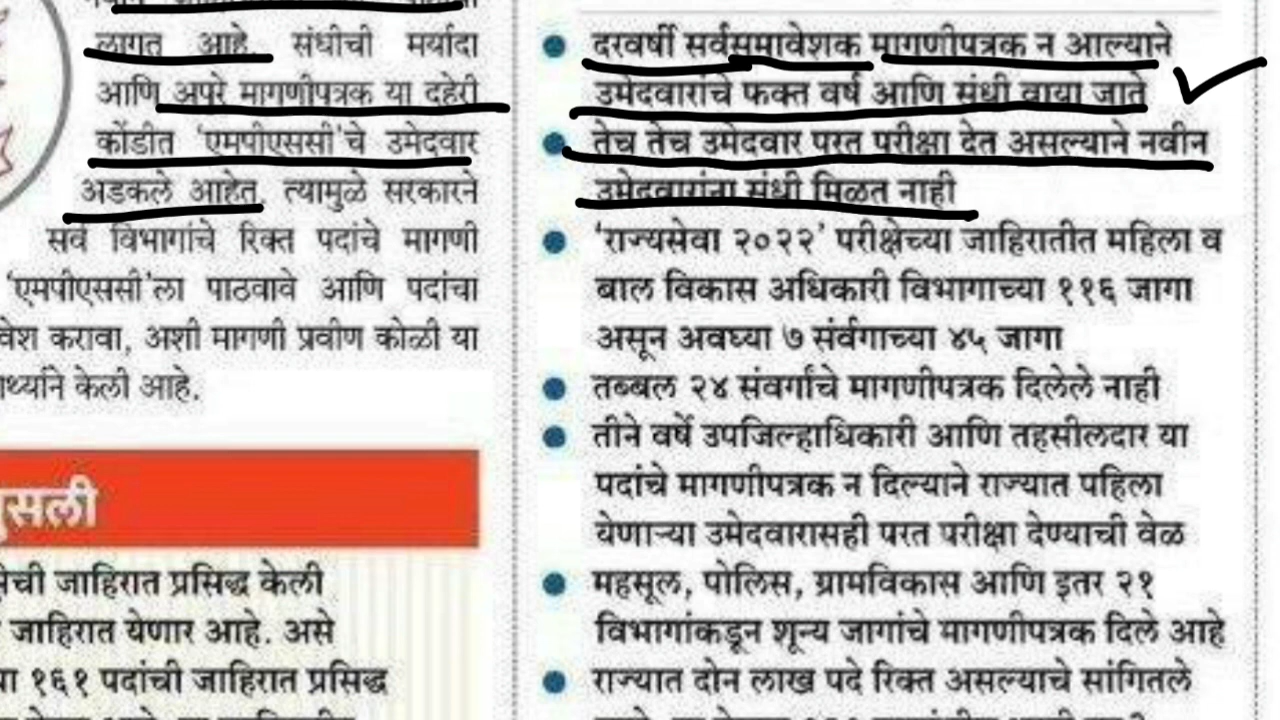 लागत आहे. संधीची मर्यादा
आणि अपुरे मागणीपत्रक या दुहेरी
कोंडीत 'एमपीएससी'चे उमेदवार
अडकले आहेत. त्यामुळे सरकारने
सर्व विभागांचे रिक्त पदांचे मागणी
'एमपीएससी'ला पाठवावे आणि पदांचा
करावा, अशी मागणी प्रवीण कोळी या
केली आहे.
जाहिरात प्रसिद्ध केली
जाहिरात येणार आहे. असे
१६१ पदांची जाहिरात प्रसिद्ध
दरवर्षी सर्वसमावेशक मागणीपत्रक न आल्याने
उमेदवारांचे फक्त वर्ष आणि संधी वाया जाते
तेच तेच उमेदवार परत परीक्षा देत असल्याने नवीन
उमेदवारांना संधी मिळत नाही
'राज्यसेवा २०२२' परीक्षेच्या जाहिरातीत महिला व
बाल विकास अधिकारी विभागाच्या ११६ जागा
असून अवघ्या ७ संर्वगाच्या ४५ जागा
तब्बल २४ संवर्गांचे मागणीपत्रक दिलेले नाही
तीने वर्षे उपजिल्हाधिकारी आणि तहसीलदार या
पदांचे मागणीपत्रक न दिल्याने राज्यात पहिला
येणाऱ्या उमेदवारासही परत परीक्षा देण्याची वेळ
महसूल, पोलिस, ग्रामविकास आणि इतर २१
विभागांकडून शून्य जागांचे मागणीपत्रक दिले आहे
राज्यात दोन लाख पदे रिक्त असल्याचे सांगितले